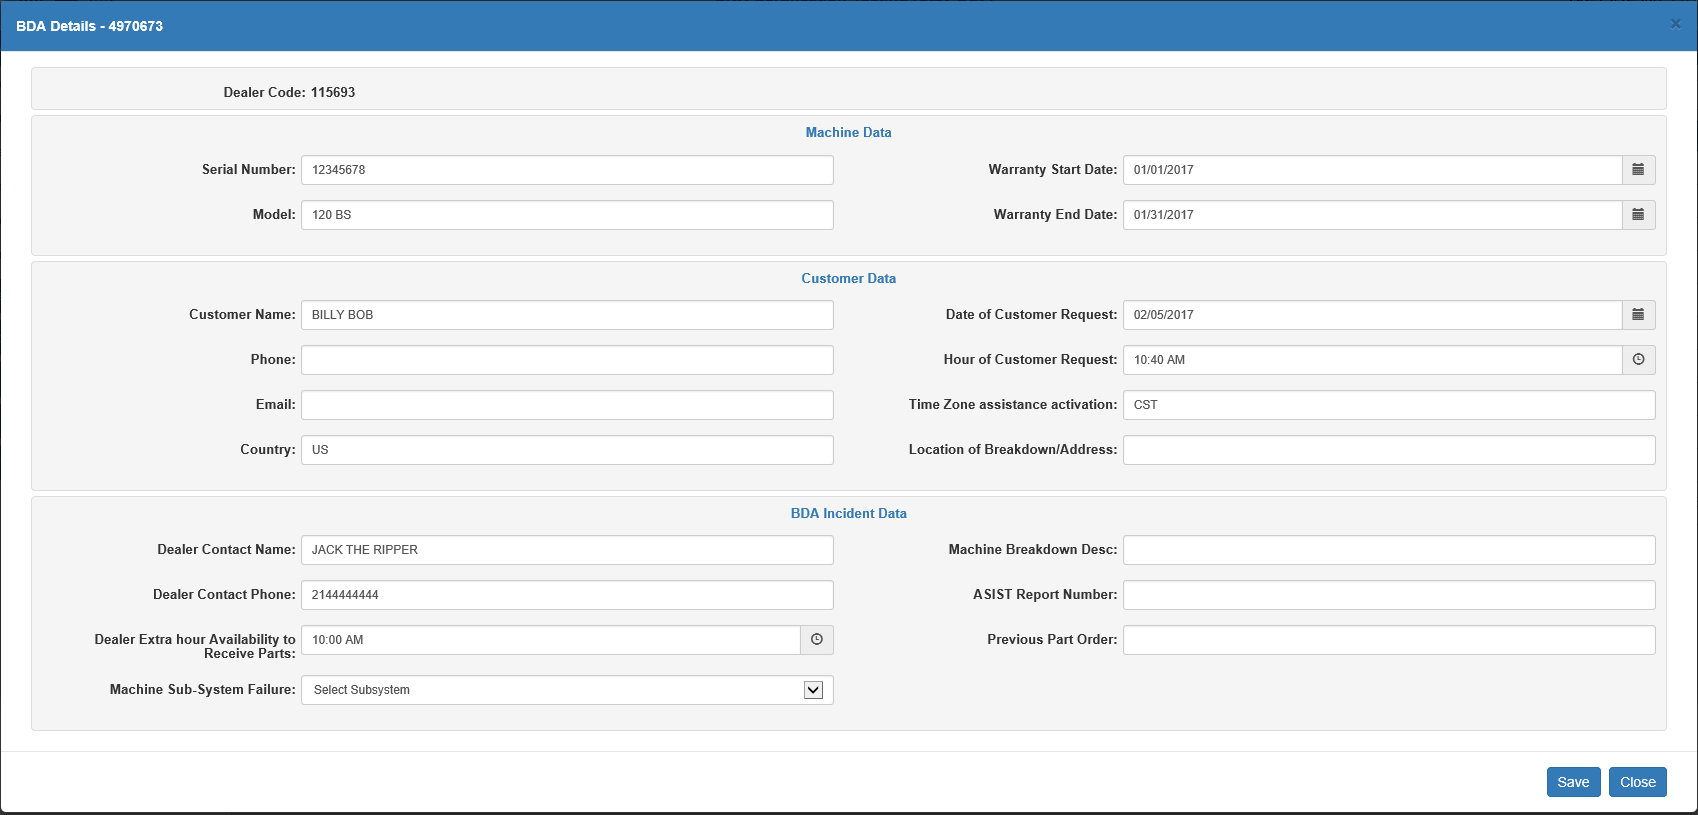 BDA Details - 4970673
×
Dealer Code: 115693
Machine Data
Serial Number: 12345678
Warranty Start Date: 01/01/2017
Model: 120 BS
Warranty End Date: 01/31/2017
Customer Data
Customer Name: BILLY BOB
Date of Customer Request: 02/05/2017
Phone:
Hour of Customer Request: 10:40 AM
Email:
Time Zone assistance activation: CST
Country: US
Location of Breakdown/Address:
BDA Incident Data
Dealer Contact Name: JACK THE RIPPER
Machine Breakdown Desc:
Dealer Contact Phone: 2144444444
ASIST Report Number:
Dealer Extra hour Availability to
Receive Parts: 10:00 AM
Previous Part Order:
Machine Sub-System Failure: Select Subsystem
Save Close